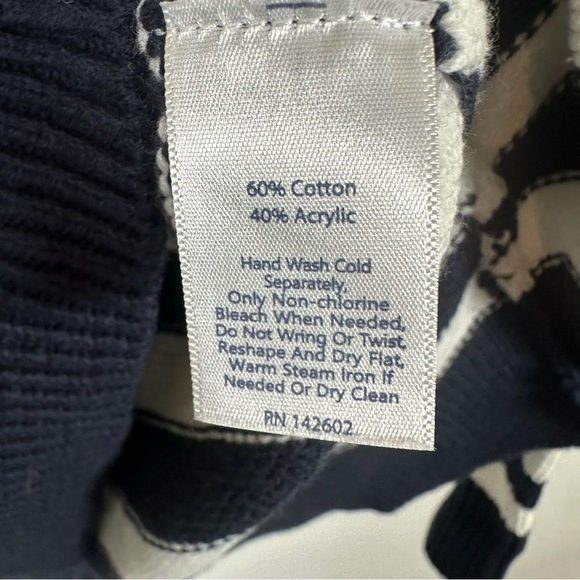 60% Cotton
40% Acrylic
Hand Wash Cold
Separately,
Only Non-chlorine
Bleach When Needed,
Do Not Wring Or Twist,
Reshape And Dry Flat,
Warm Steam Iron If
Needed Or Dry Clean
RN 142602